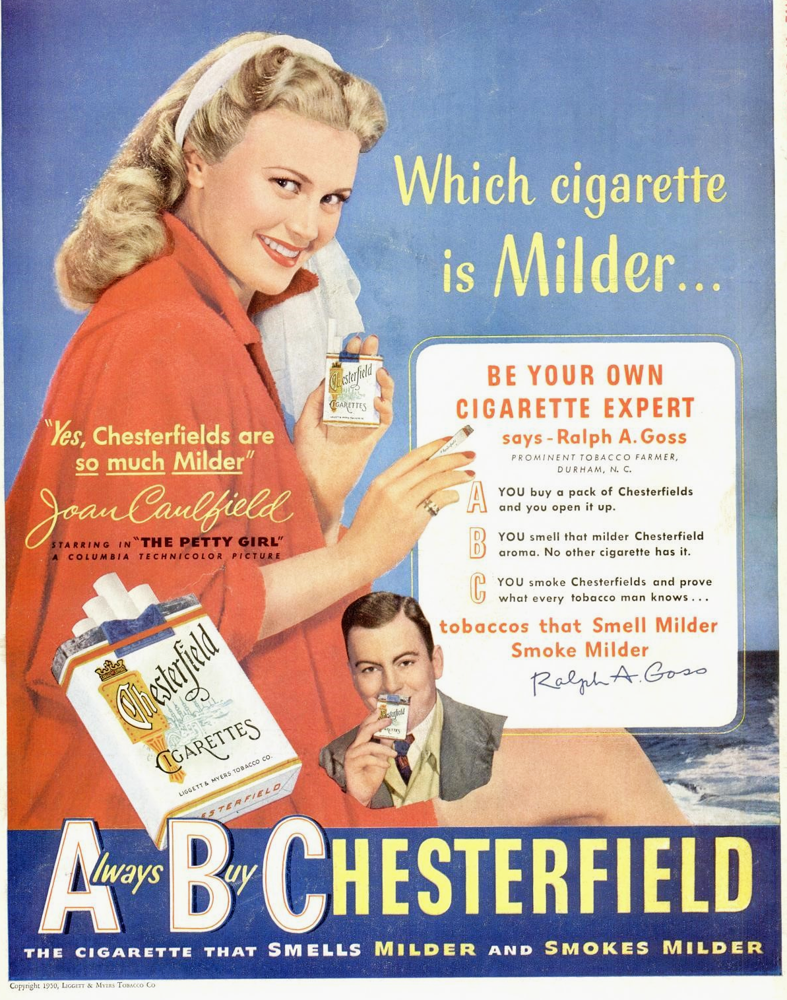 Which cigarette
is Milder...
BE YOUR OWN
CIGARETTE EXPERT
says - Ralph A. Goss
PROMINENT TOBACCO FARMER,
DURHAM, N. C.
A YOU buy a pack of Chesterfields
and you open it up.
B YOU smell that milder Chesterfield
aroma. No other cigarette has it.
C YOU smoke Chesterfields and prove
what every tobacco man knows...
tobaccos that Smell Milder
Smoke Milder
Ralph A. Goss
Chesterfield
CIGARETTES
Chesterfield
"Yes, Chesterfields are
so much Milder"
Joan Caulfield
STARRING IN "THE PETTY GIRL"
A COLUMBIA TECHNICOLOR PICTURE
Chesterfield
CIGARETTES
LIGGETT & MYERS TOBACCO CO.
ESTERFIELD
Chesterfield
Always Buy CHESTERFIELD
THE CIGARETTE THAT SMELLS MILDER AND SMOKES MILDER
Copyright 1950, LIGGETT & MYERS TOBACCO CO